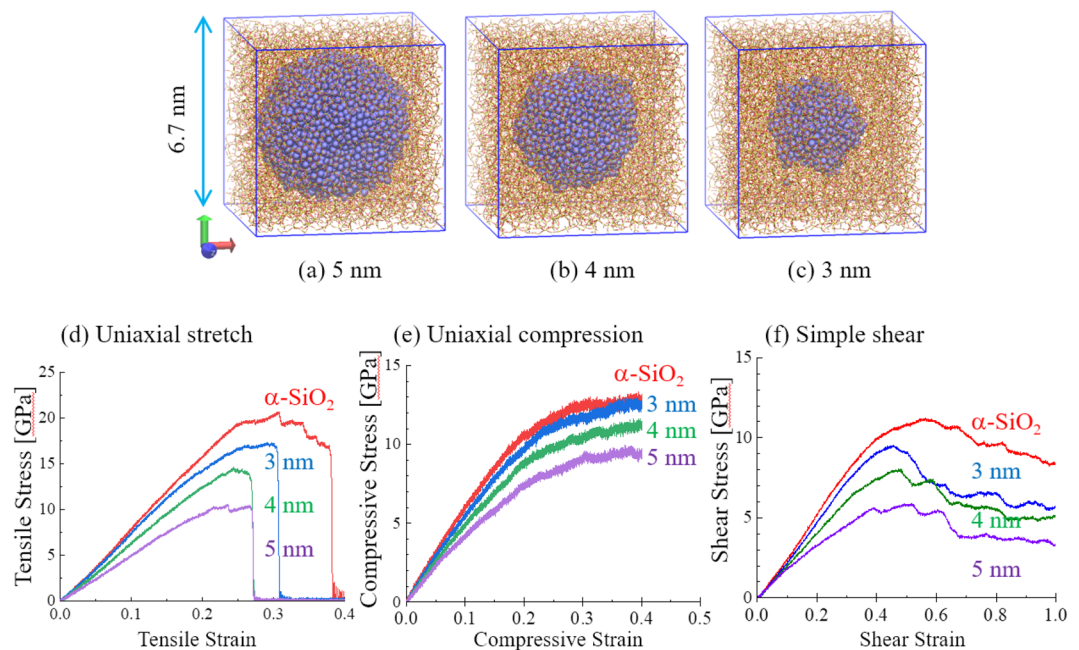 6.7 nm
(a) 5 nm
(b) 4 nm
(c) 3 nm
(d) Uniaxial stretch
Tensile Stress [GPa]
25
20
15
10
5
0
α-SiO2
3 nm
4 nm
5 nm
0.0 0.1 0.2 0.3 0.4
Tensile Strain
(e) Uniaxial compression
Compressive Stress [GPa]
15
10
5
0
α-SiO2
3 nm
4 nm
5 nm
0.0 0.1 0.2 0.3 0.4 0.5
Compressive Strain
(f) Simple shear
Shear Stress [GPa]
15
10
5
0
α-SiO2
3 nm
4 nm
5 nm
0.0 0.2 0.4 0.6 0.8 1.0
Shear Strain